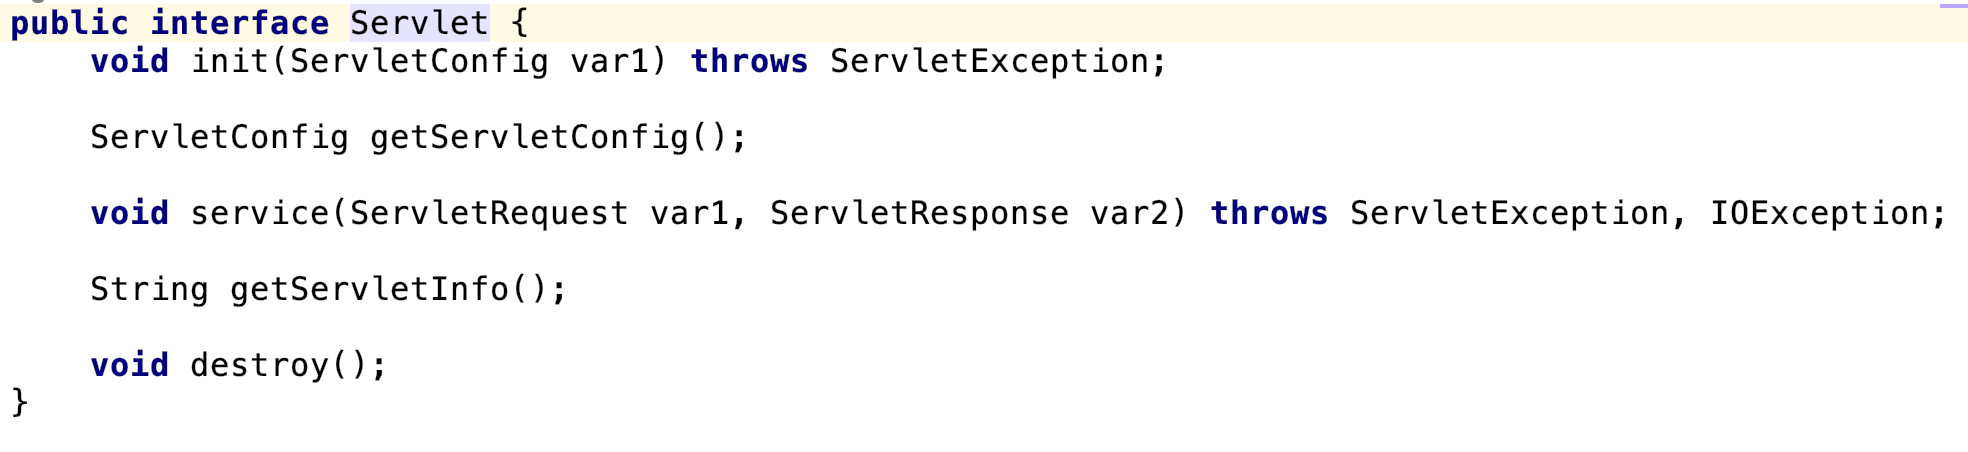 public interface Servlet {
    void init(ServletConfig var1) throws ServletException;
    ServletConfig getServletConfig();
    void service(ServletRequest var1, ServletResponse var2) throws ServletException, IOException;
    String getServletInfo();
    void destroy();
}